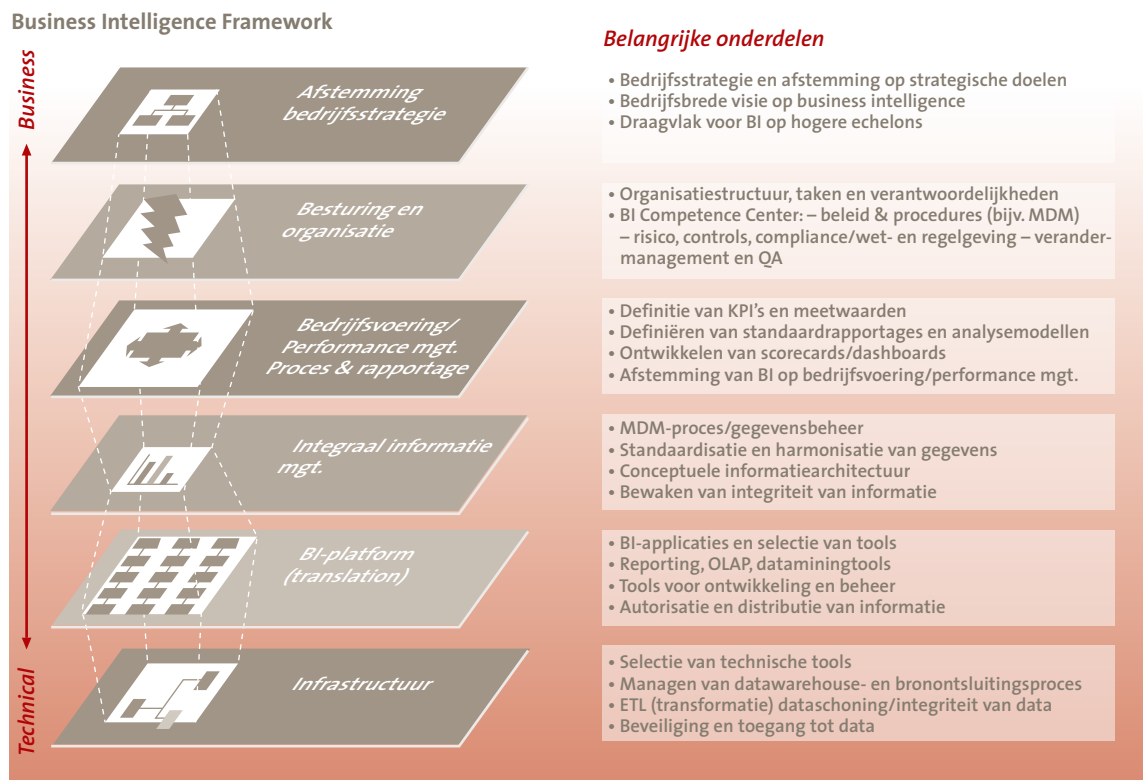 Business Intelligence Framework
Belangrijke onderdelen
Business
Afstemming
bedrijfsstrategie
• Bedrijfsstrategie en afstemming op strategische doelen
• Bedrijfsbrede visie op business intelligence
• Draagvlak voor BI op hogere echelons
Besturing en
organisatie
• Organisatiestructuur, taken en verantwoordelijkheden
• BI Competence Center: – beleid & procedures (bijv. MDM)
– risico, controls, compliance/wet- en regelgeving – verander-
management en QA
Bedrijfsvoering/
Performance mgt.
Proces & rapportage
• Definitie van KPI's en meetwaarden
• Definiëren van standaardrapportages en analysemodellen
• Ontwikkelen van scorecards/dashboards
• Afstemming van BI op bedrijfsvoering/performance mgt.
Integraal informatie
mgt.
• MDM-proces/gegevensbeheer
• Standaardisatie en harmonisatie van gegevens
• Conceptuele informatiearchitectuur
• Bewaken van integriteit van informatie
BI-platform
(translation)
• BI-applicaties en selectie van tools
• Reporting, OLAP, dataminingtools
• Tools voor ontwikkeling en beheer
• Autorisatie en distributie van informatie
Technical
Infrastructuur
• Selectie van technische tools
• Managen van datawarehouse- en bronontsluitingsproces
• ETL (transformatie) dataschoning/integriteit van data
• Beveiliging en toegang tot data